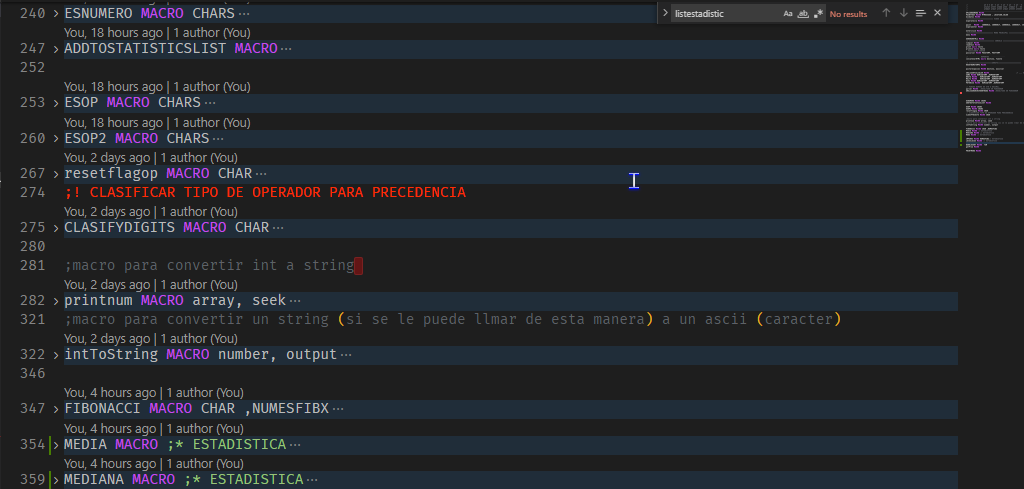 240 > ESNUMERO MACRO CHARS ···
listestadistic Aa ab .* No results
You, 18 hours ago | 1 author (You)
247 > ADDTOSTATISTICSLIST MACRO ···
252
You, 18 hours ago | 1 author (You)
253 > ESOP MACRO CHARS ···
You, 18 hours ago | 1 author (You)
260 > ESOP2 MACRO CHARS ···
You, 2 days ago | 1 author (You)
267 > resetflagop MACRO CHAR ···
274 ;! CLASIFICAR TIPO DE OPERADOR PARA PRECEDENCIA
You, 2 days ago | 1 author (You)
275 > CLASIFYDIGITS MACRO CHAR ···
280
281 ;macro para convertir int a string
You, 2 days ago | 1 author (You)
282 > printnum MACRO array, seek ···
321 ;macro para convertir un string (si se le puede llmar de esta manera) a un ascii (caracter)
You, 2 days ago | 1 author (You)
322 > intToString MACRO number, output ···
346
You, 4 hours ago | 1 author (You)
347 > FIBONACCI MACRO CHAR ,NUMESFIBX ···
You, 4 hours ago | 1 author (You)
354 > MEDIA MACRO ;* ESTADISTICA ···
You, 4 hours ago | 1 author (You)
359 > MEDIANA MACRO ;* ESTADISTICA ···